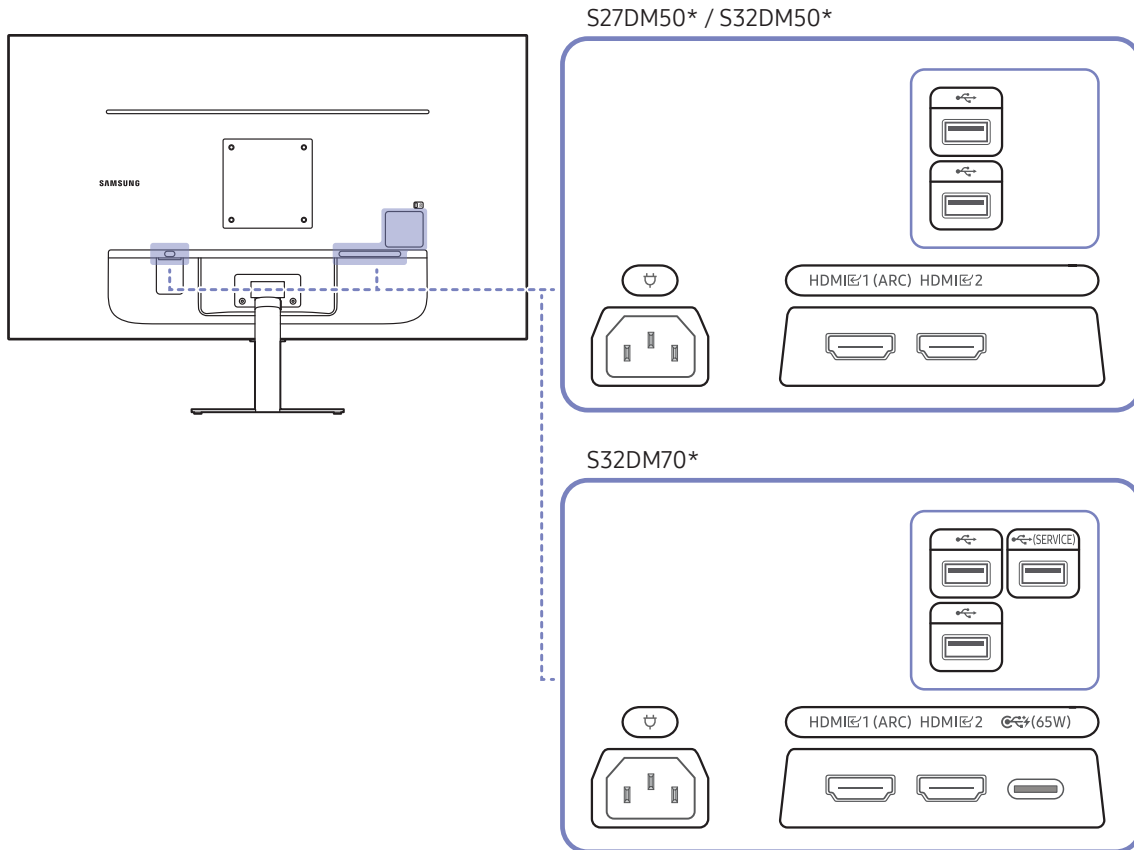 S27DM50* / S32DM50*
SAMSUNG
HDMI 1 (ARC) HDMI 2
S32DM70*
(SERVICE)
HDMI 1 (ARC) HDMI 2 (65W)